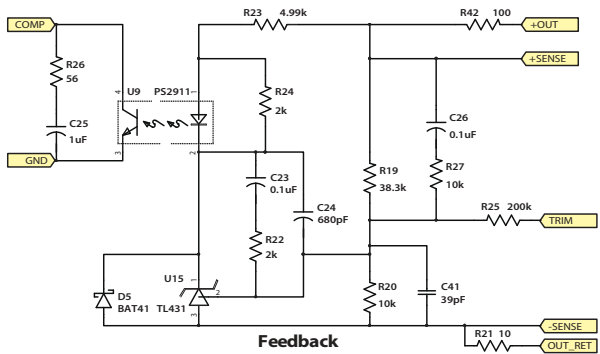 COMP
R23 4.99k
R42 100
+OUT
+SENSE
R26
56
U9 PS2911
4
1
R24
2k
C26
0.1uF
C25
1uF
3
2
GND
C23
0.1uF
C24
680pF
R19
38.3k
R27
10k
R25 200k
TRIM
R22
2k
U15
1
2
3
TL431
D5
BAT41
R20
10k
C41
39pF
Feedback
-SENSE
R21 10
OUT_RET